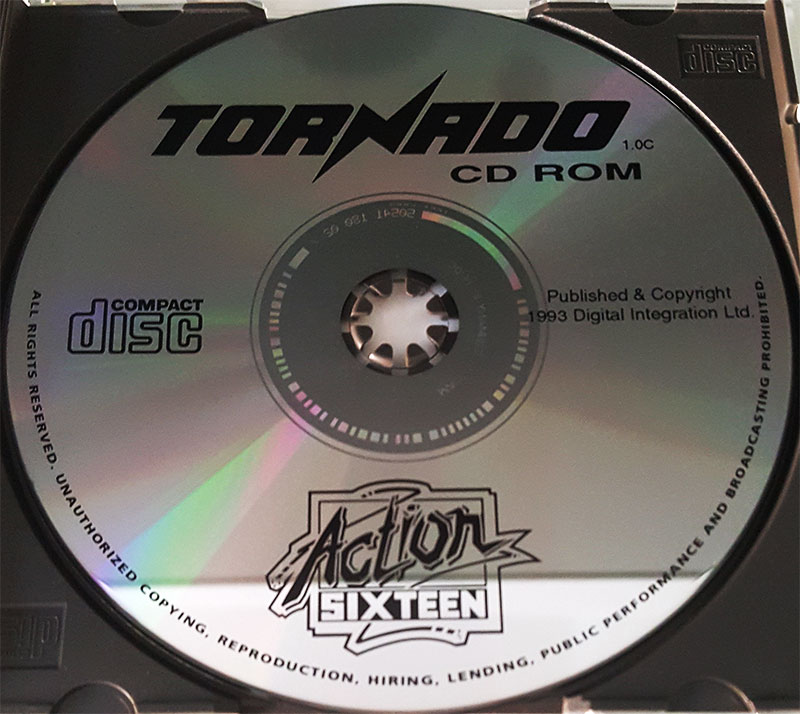 COMPACT
disc
TORNADO
1.0C
CD ROM
COMPACT
disc
Published & Copyright
1993 Digital Integration Ltd.
Action
SIXTEEN
ALL RIGHTS RESERVED. UNAUTHORIZED COPYING, REPRODUCTION, HIRING, LENDING, PUBLIC PERFORMANCE AND BROADCASTING PROHIBITED.